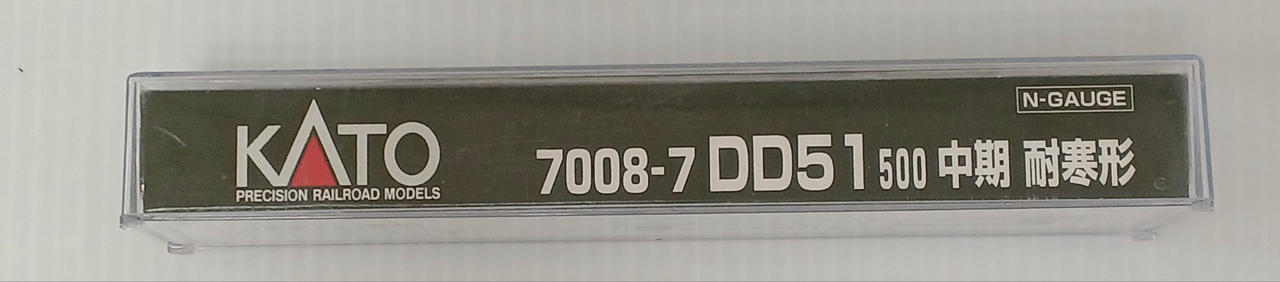 N-GAUGE
KATO
PRECISION RAILROAD MODELS
7008-7 DD51 500 中期 耐寒形